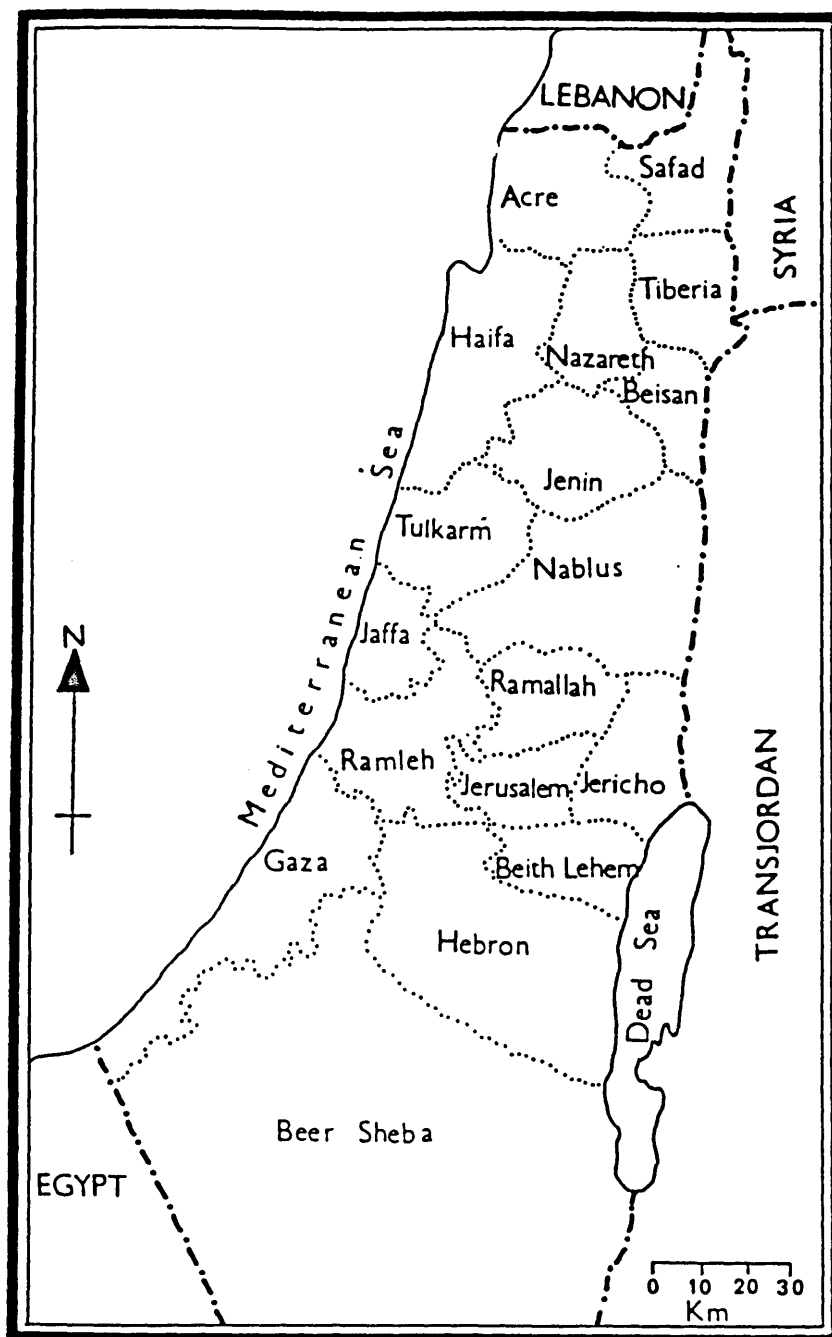 LEBANON
Safad
Acre
SYRIA
Tiberia
Haifa
Nazareth
Beisan
Mediterranean Sea
Jenin
Tulkarm
Nablus
N
Jaffa
Ramallah
Ramleh
Jerusalem
Jericho
TRANSJORDAN
Gaza
Beith Lehem
Hebron
Dead Sea
Beer Sheba
EGYPT
0 10 20 30
Km